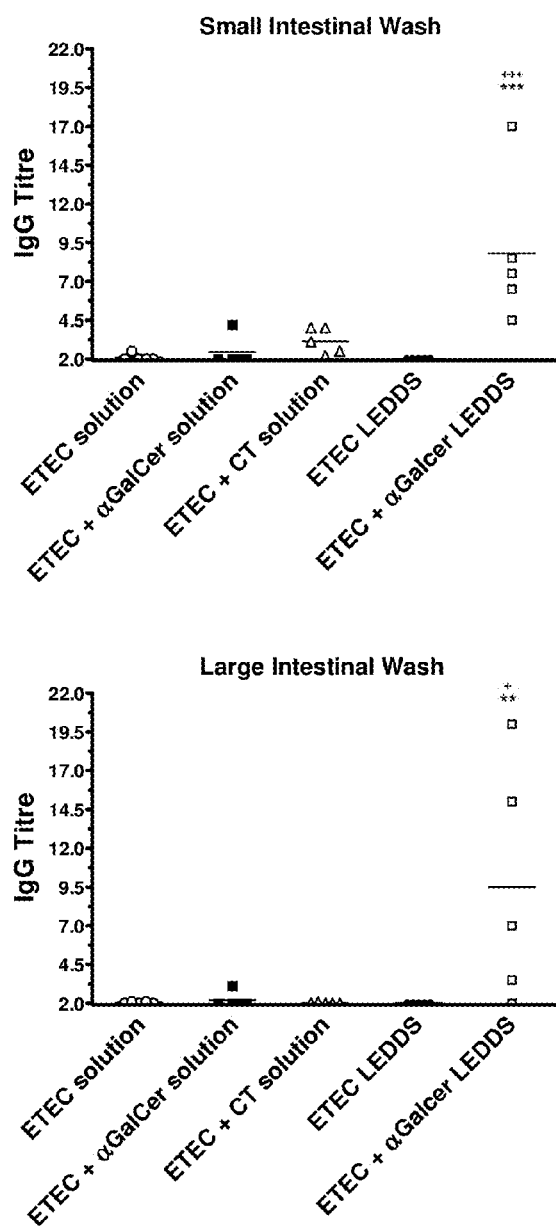 Small Intestinal Wash
22.0
19.5
17.0
14.5
12.0
9.5
7.0
4.5
2.0
IgG Titre
+++
***
ETEC solution
ETEC + αGalCer solution
ETEC + CT solution
ETEC LEDDS
ETEC + αGalcer LEDDS
Large Intestinal Wash
22.0
19.5
17.0
14.5
12.0
9.5
7.0
4.5
2.0
IgG Titre
+
**
ETEC solution
ETEC + αGalCer solution
ETEC + CT solution
ETEC LEDDS
ETEC + αGalcer LEDDS